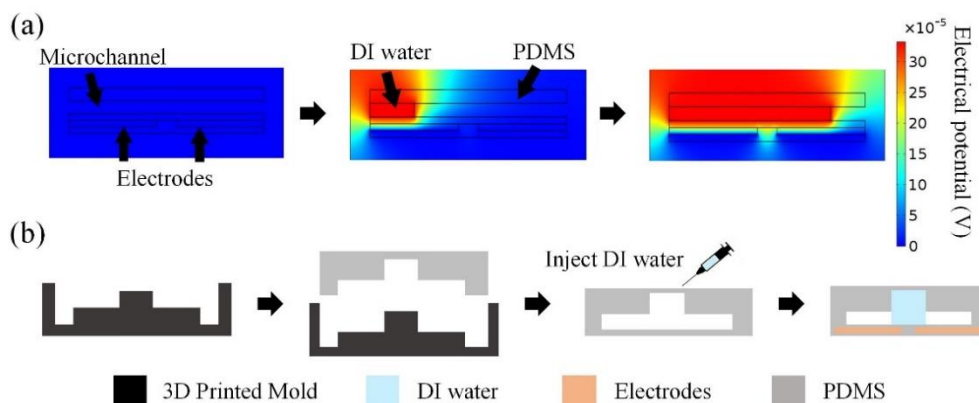 (a)
Microchannel
Electrodes
DI water
PDMS
×10⁻⁵
30
25
20
15
10
5
0
Electrical potential (V)
(b)
Inject DI water
3D Printed Mold
DI water
Electrodes
PDMS